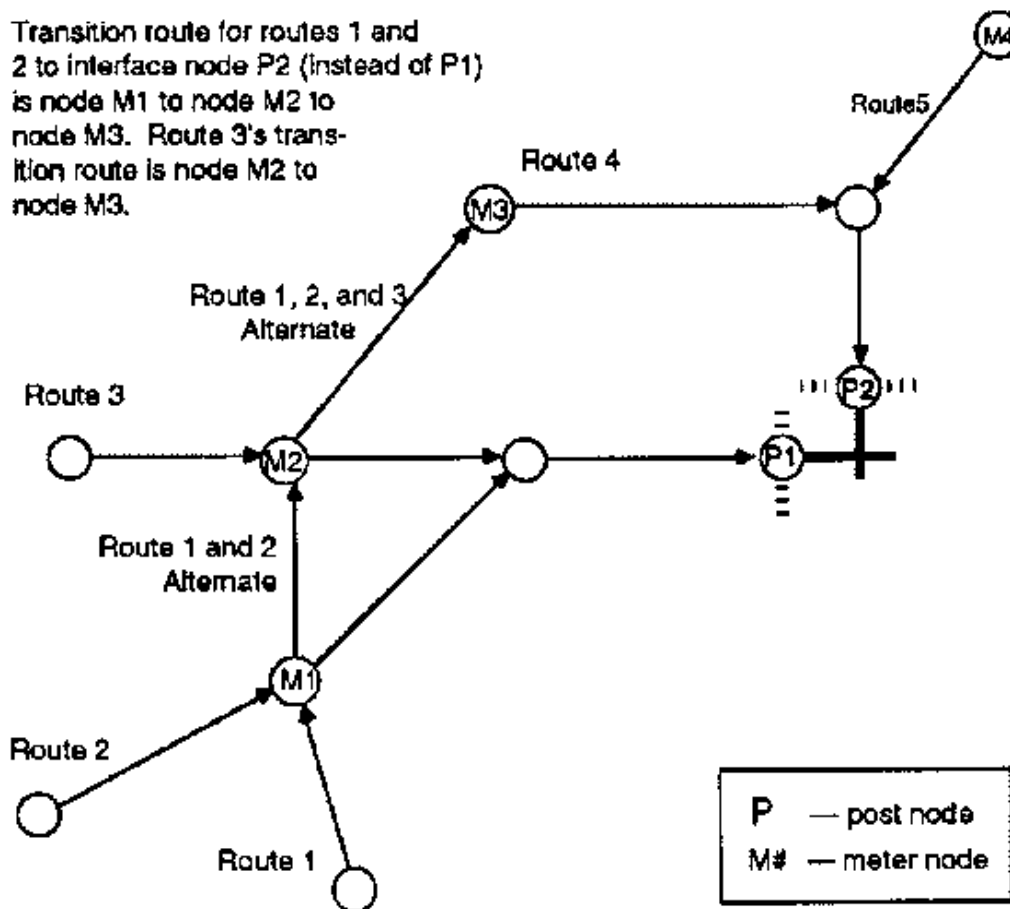 Transition route for routes 1 and
2 to interface node P2 (instead of P1)
is node M1 to node M2 to
node M3. Route 3's trans-
ition route is node M2 to
node M3.
M4
Route5
Route 4
M3
Route 1, 2, and 3
Alternate
Route 3
P2
M2
P1
Route 1 and 2
Alternate
M1
Route 2
Route 1
P — post node
M# — meter node